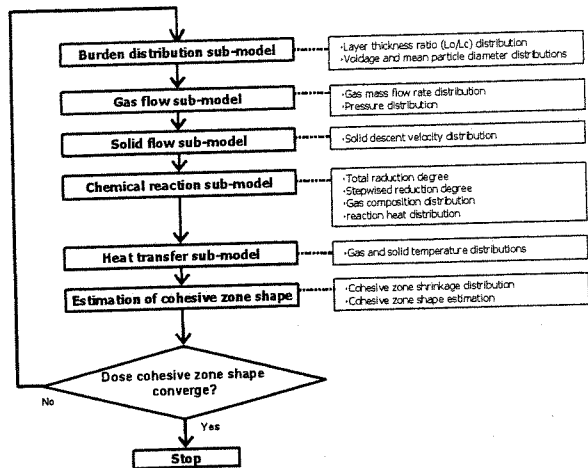 Burden distribution sub-model
·Layer thickness ratio (Lo/Lc) distribution
·Voidage and mean particle diameter distributions
Gas flow sub-model
·Gas mass flow rate distribution
·Pressure distribution
Solid flow sub-model
·Solid descent velocity distribution
Chemical reaction sub-model
·Total raduction degree
·Stepwised reduction degree
·Gas composition distribution
·reaction heat distribution
Heat transfer sub-model
·Gas and solid temperature distributions
Estimation of cohesive zone shape
·Cohesive zone shrinkage distribution
·Cohesive zone shape estimation
Dose cohesive zone shape
converge?
No
Yes
Stop